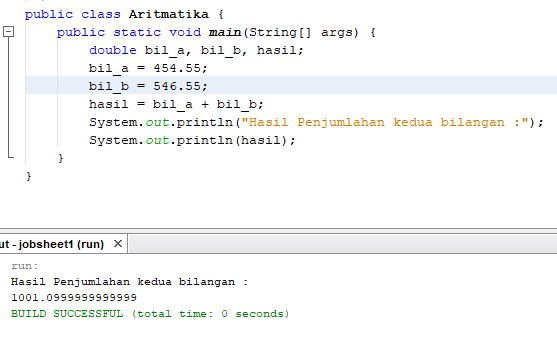 public class Aritmatika {
public static void main(String[] args) {
double bil_a, bil_b, hasil;
bil_a = 454.55;
bil_b = 546.55;
hasil = bil_a + bil_b;
System.out.println("Hasil Penjumlahan kedua bilangan :");
System.out.println(hasil);
}
}
ut - jobsheet1 (run) ×
run:
Hasil Penjumlahan kedua bilangan :
1001.0999999999999
BUILD SUCCESSFUL (total time: 0 seconds)